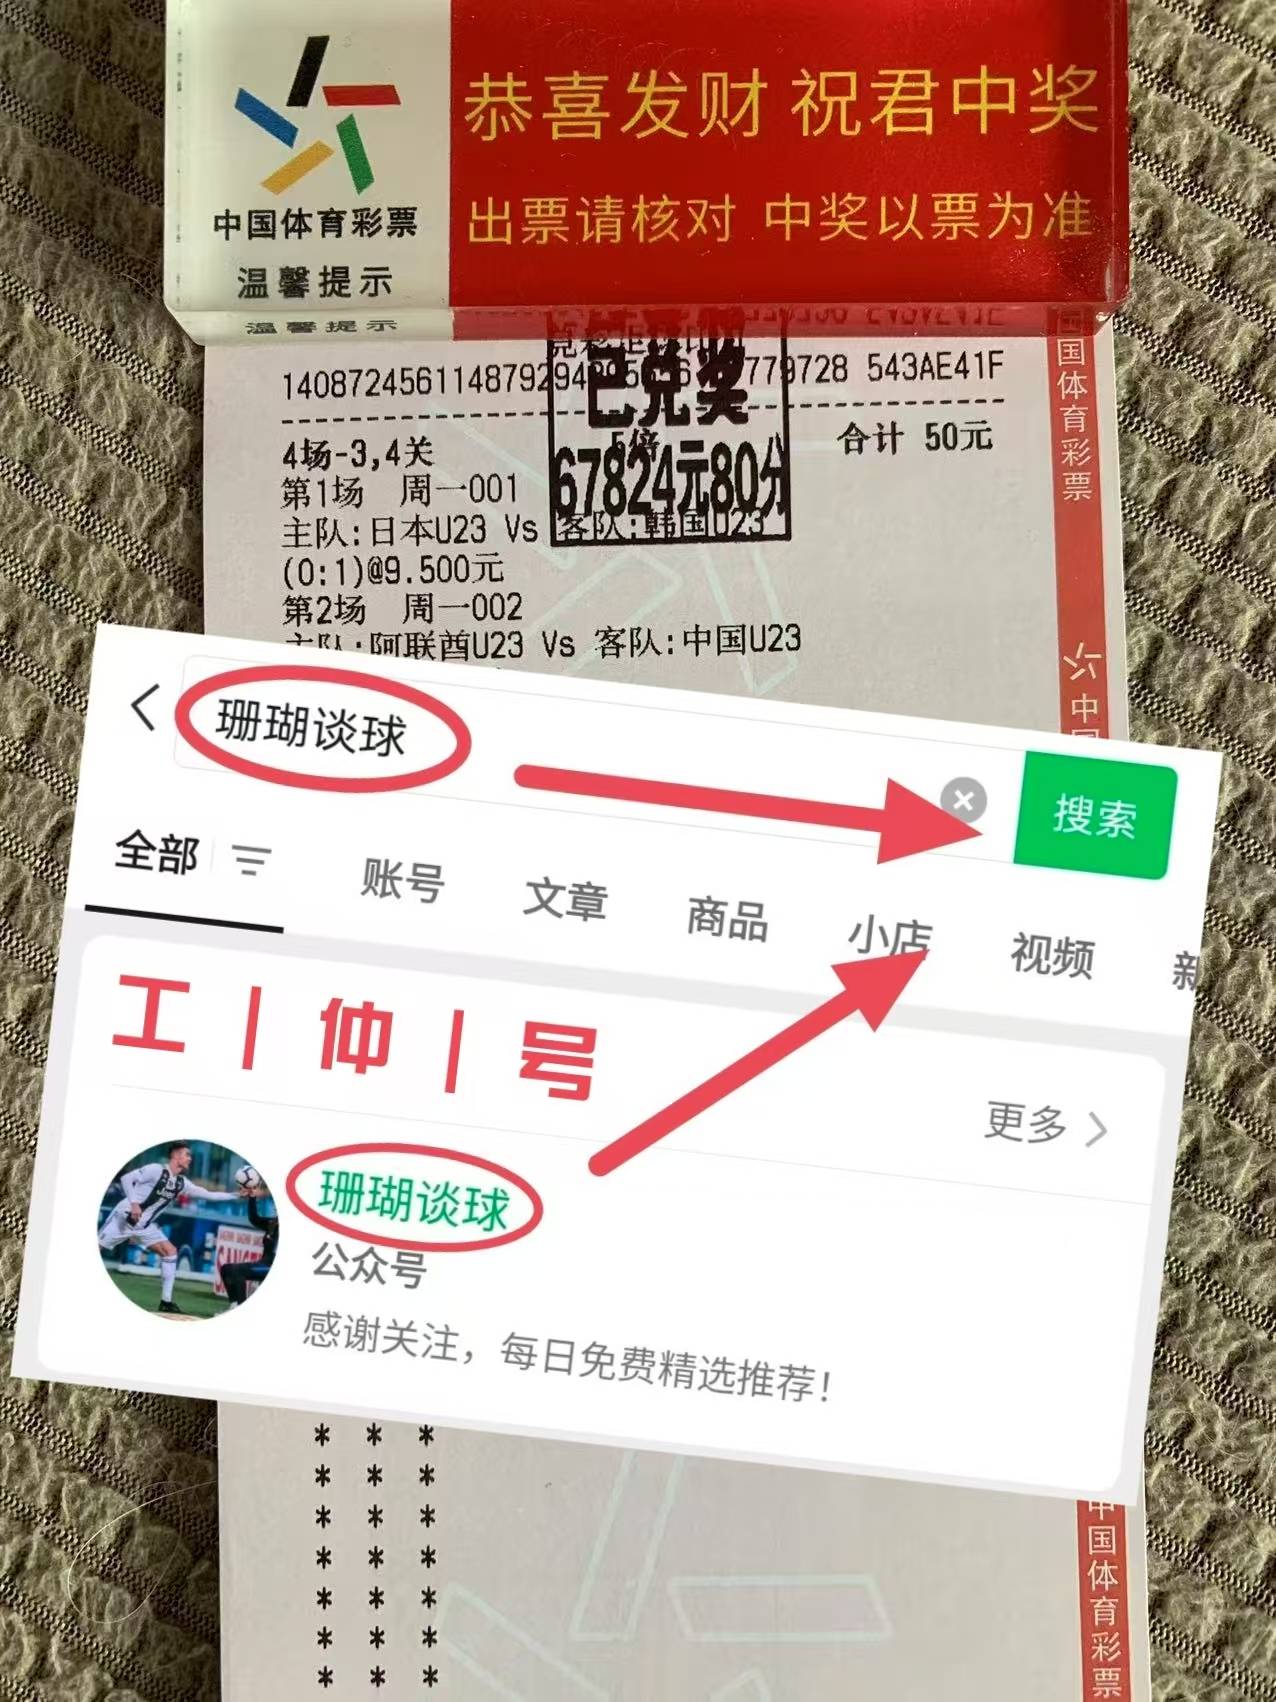 恭喜发财 祝君中奖
出票请核对 中奖以票为准
中国体育彩票
温馨提示
温馨提示
543AE41F
已兑奖
67824元80分
4场-3,4关
5倍
合计 50元
第1场 周一001
主队:日本U23 Vs 客队:韩国U23
(0:1)@9.500元
第2场 周一002
主队:阿联酋U23 Vs 客队:中国U23
国体育彩票
中国
珊瑚谈球
搜索
全部
账号
文章
商品
小店
视频
新
工|仲|号
更多
珊瑚谈球
公众号
感谢关注，每日免费精选推荐！
* * *
* * *
* * *
* * *
* * *
* * *
* * *
中国体育彩票